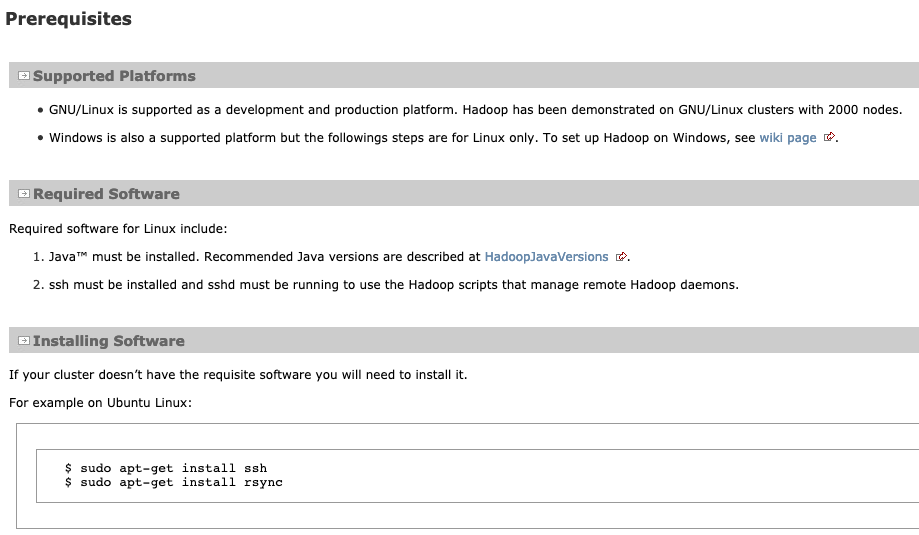 Prerequisites
Supported Platforms
• GNU/Linux is supported as a development and production platform. Hadoop has been demonstrated on GNU/Linux clusters with 2000 nodes.
• Windows is also a supported platform but the followings steps are for Linux only. To set up Hadoop on Windows, see wiki page.
Required Software
Required software for Linux include:
1. Java™ must be installed. Recommended Java versions are described at HadoopJavaVersions.
2. ssh must be installed and sshd must be running to use the Hadoop scripts that manage remote Hadoop daemons.
Installing Software
If your cluster doesn’t have the requisite software you will need to install it.
For example on Ubuntu Linux:
$ sudo apt-get install ssh
$ sudo apt-get install rsync